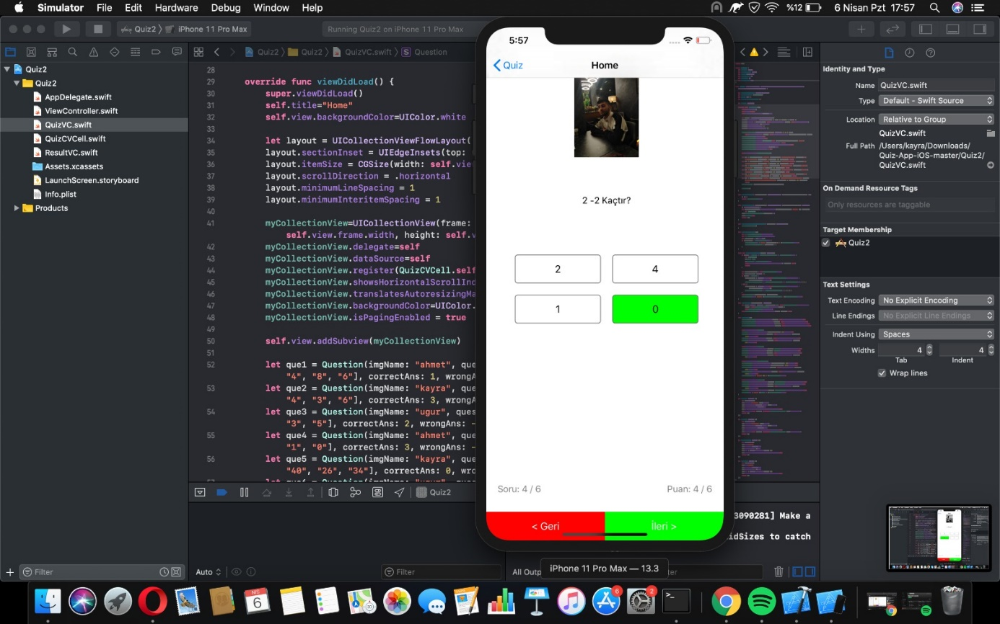 Simulator File Edit Hardware Debug Window Help %12 6 Nisan Pzt 17:57
Quiz2 iPhone 11 Pro Max Running Quiz2 on iPhone 11 Pro Max
Quiz2
Quiz2
AppDelegate.swift
ViewController.swift
QuizVC.swift
QuizCVCell.swift
ResultVC.swift
Assets.xcassets
LaunchScreen.storyboard
Info.plist
Products
Filter
Quiz2 Quiz2 QuizVC.swift S Question
28
29 override func viewDidLoad() {
30 super.viewDidLoad()
31 self.title="Home"
32 self.view.backgroundColor=UIColor.white
33
34 let layout = UICollectionViewFlowLayout(
35 layout.sectionInset = UIEdgeInsets(top:
36 layout.itemSize = CGSize(width: self.vie
37 layout.scrollDirection = .horizontal
38 layout.minimumLineSpacing = 1
39 layout.minimumInteritemSpacing = 1
40
41 myCollectionView=UICollectionView(frame:
self.view.frame.width, height: self.v
42 myCollectionView.delegate=self
43 myCollectionView.dataSource=self
44 myCollectionView.register(QuizCVCell.self
45 myCollectionView.showsHorizontalScrollInd
46 myCollectionView.translatesAutoresizingMa
47 myCollectionView.backgroundColor=UIColor.
48 myCollectionView.isPagingEnabled = true
49
50 self.view.addSubview(myCollectionView)
51
52 let que1 = Question(imgName: "ahmet", que
"4", "8", "6"], correctAns: 1, wrongA
53 let que2 = Question(imgName: "kayra", que
"4", "3", "6"], correctAns: 3, wrongA
54 let que3 = Question(imgName: "ugur", ques
"3", "5"], correctAns: 2, wrongAns: -
55 let que4 = Question(imgName: "ahmet", que
"1", "0"], correctAns: 3, wrongAns: -
56 let que5 = Question(imgName: "kayra", que
"40", "26", "34"], correctAns: 0, wro
Quiz2
Auto
Filter
All Outp
3090281] Make a
idSizes to catch
5:57
Quiz Home
2 -2 Kaçtır?
2 4
1 0
Soru: 4 / 6 Puan: 4 / 6
< Geri İleri >
iPhone 11 Pro Max — 13.3
Identity and Type
Name QuizVC.swift
Type Default - Swift Source
Location Relative to Group
QuizVC.swift
Full Path /Users/kayra/Downloads/
Quiz-App-iOS-master/Quiz2/
QuizVC.swift
On Demand Resource Tags
Only resources are taggable
Target Membership
Quiz2
Text Settings
Text Encoding No Explicit Encoding
Line Endings No Explicit Line Endings
Indent Using Spaces
Widths 4 4
Tab Indent
Wrap lines
NİS
6
6
2